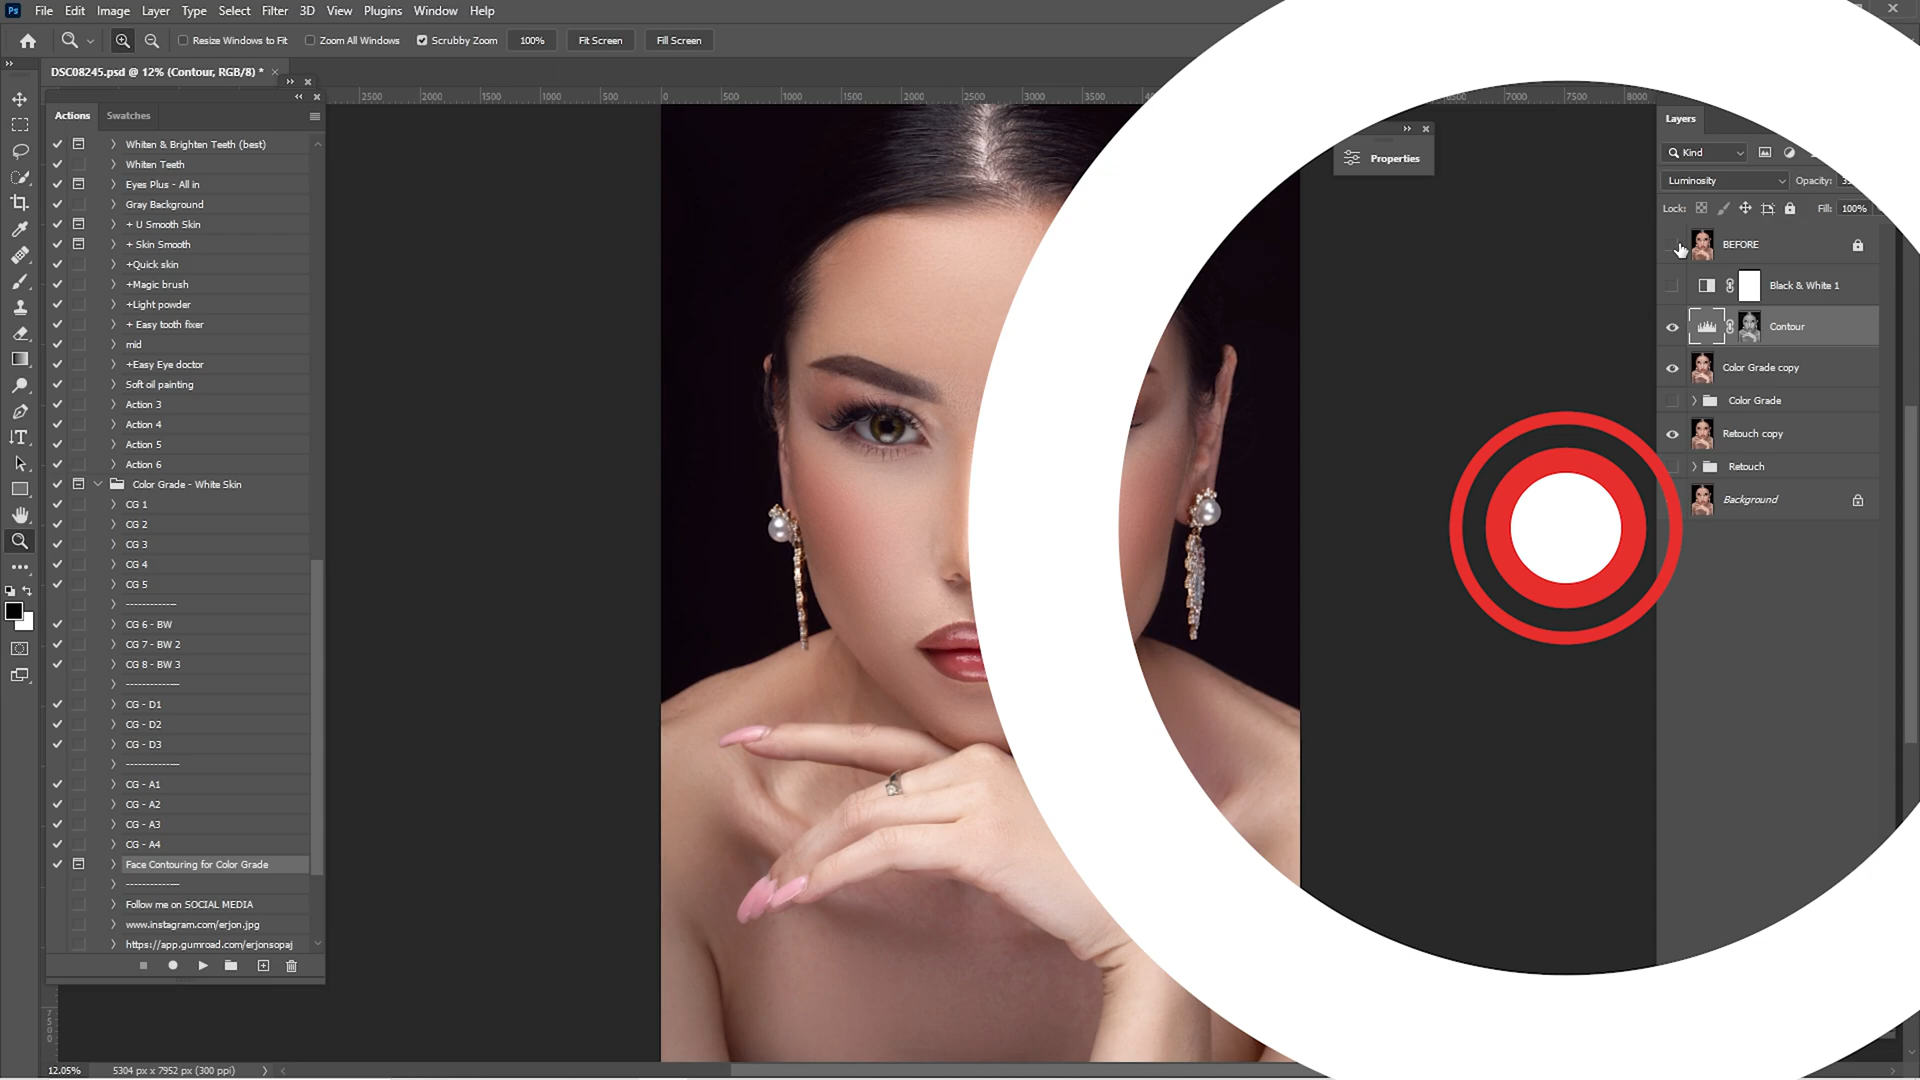 Ps File Edit Image Layer Type Select Filter 3D View Plugins Window Help
Resize Windows to Fit Zoom All Windows Scrubby Zoom 100% Fit Screen Fill Screen
DSC08245.psd @ 12% (Contour, RGB/8) * ×
2500 2000 1500 1000 500 0 500 1000 1500 2000 2500 3000 3500 7000 7500 8000
Actions Swatches
Whiten & Brighten Teeth (best)
Whiten Teeth
Eyes Plus - All in
Gray Background
+ U Smooth Skin
+ Skin Smooth
+Quick skin
+Magic brush
+Light powder
+ Easy tooth fixer
mid
+Easy Eye doctor
Soft oil painting
Action 3
Action 4
Action 5
Action 6
Color Grade - White Skin
CG 1
CG 2
CG 3
CG 4
CG 5
-------------
CG 6 - BW
CG 7 - BW 2
CG 8 - BW 3
-------------
CG - D1
CG - D2
CG - D3
-------------
CG - A1
CG - A2
CG - A3
CG - A4
Face Contouring for Color Grade
-------------
Follow me on SOCIAL MEDIA
www.instagram.com/erjon.jpg
https://app.gumroad.com/erjonsopaj
Properties
Layers
Kind
Luminosity Opacity:
Lock: Fill: 100%
BEFORE
Black & White 1
Contour
Color Grade copy
Color Grade
Retouch copy
Retouch
Background
7500
12.05% 5304 px x 7952 px (300 ppi)